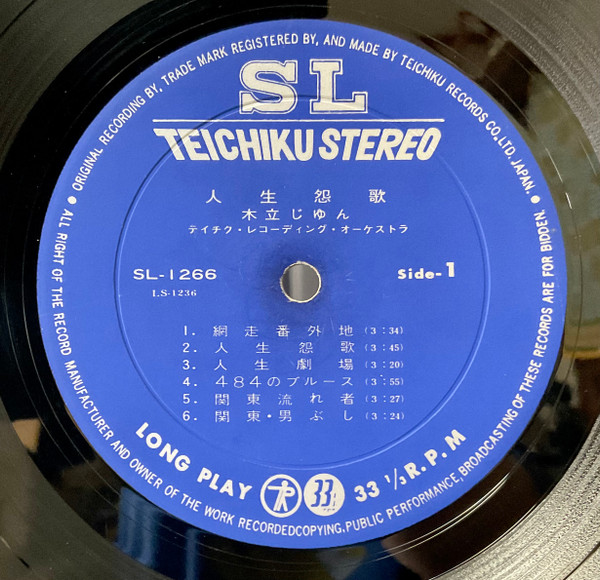 ORIGINAL RECORDING BY, TRADE MARK REGISTERED BY, AND MADE BY TEICHIKU RECORDS CO., LTD. JAPAN.
SL
TEICHIKU STEREO
人生怨歌
木立じゅん
テイチク・レコーディング・オーケストラ
SL-1266 Side-1
LS-1236
1. 網走番外地 (3:34)
2. 人生怨歌 (3:45)
3. 人生劇場 (3:20)
4. 484のブルース (3:55)
5. 関東流れ者 (3:27)
6. 関東・男ぶし (3:24)
LONG PLAY 33 33 1/3 R.P.M
ALL RIGHT OF THE RECORD MANUFACTURER AND OWNER OF THE WORK RECORDEDCOPYING, PUBLIC PERFORMANCE, BROADCASTING OF THESE RECORDS ARE FOR BIDDEN.